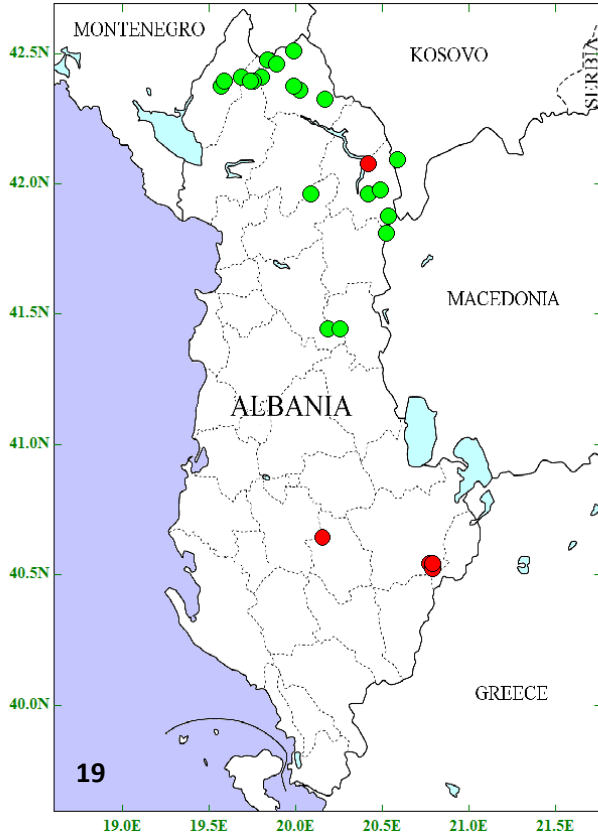 MONTENEGRO
KOSOVO
SERBIA
42.5N
42.0N
41.5N
MACEDONIA
ALBANIA
41.0N
40.5N
40.0N
GREECE
19
19.0E 19.5E 20.0E 20.5E 21.0E 21.5E